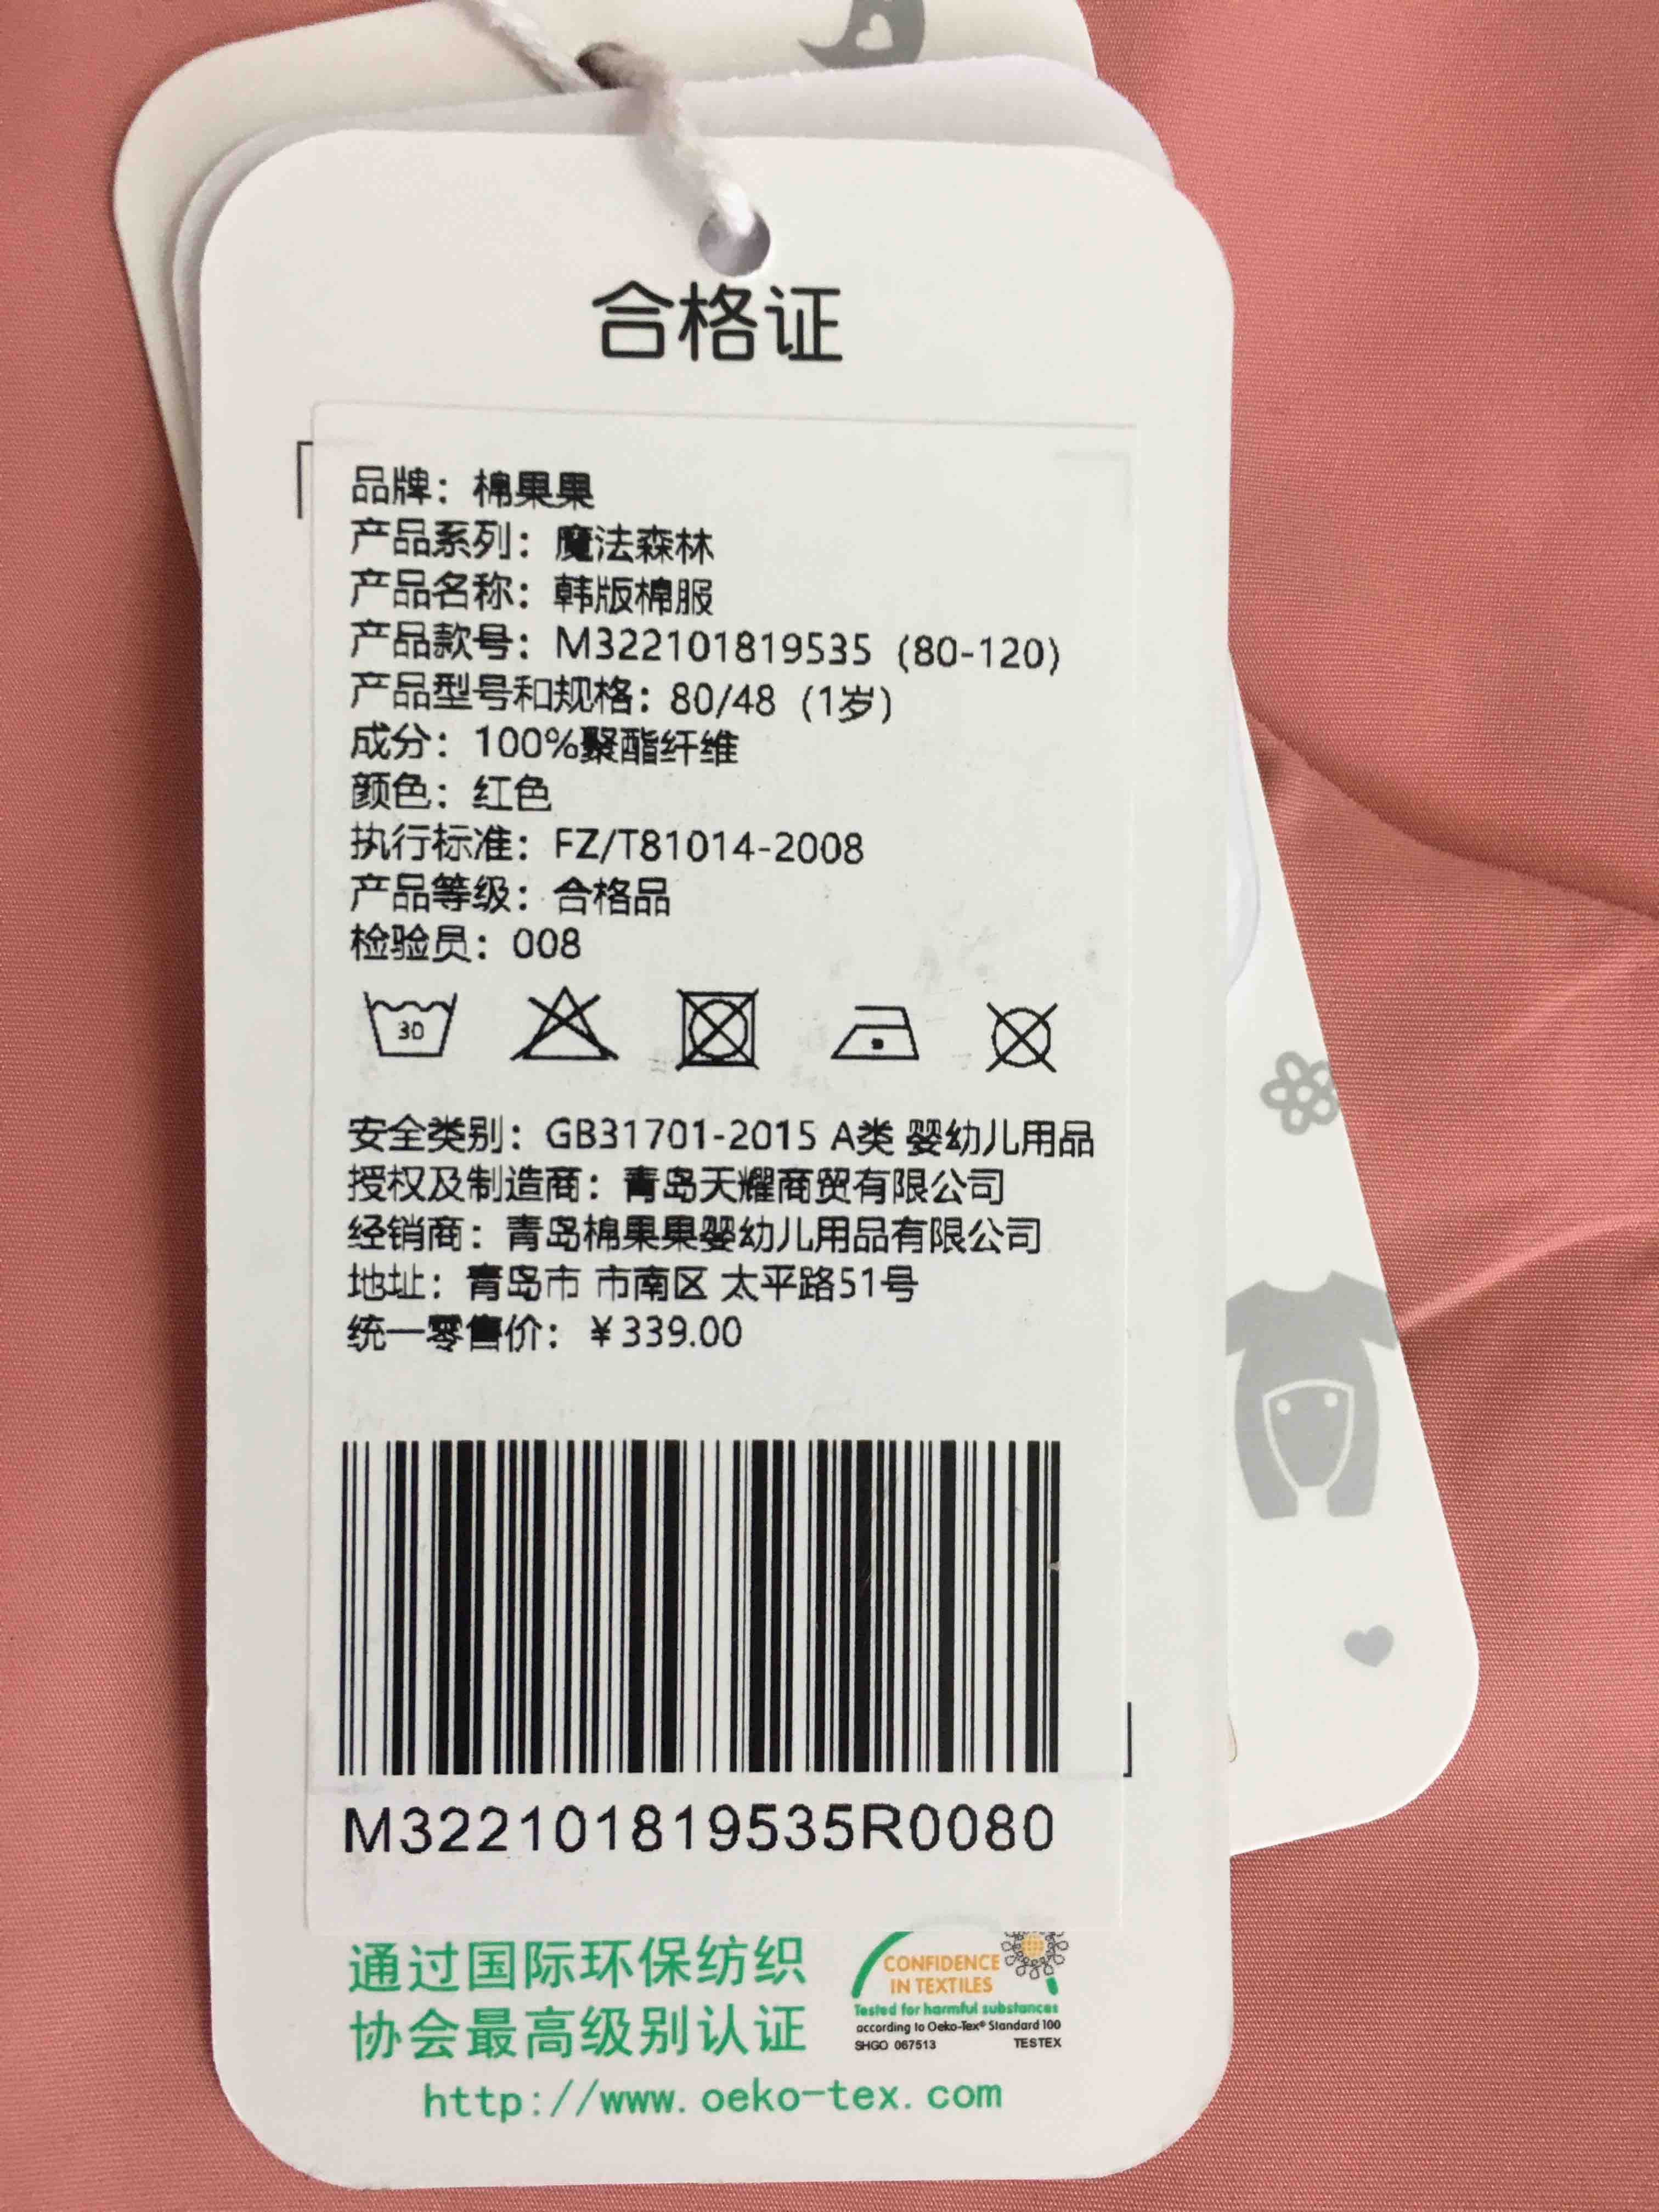 合格证
品牌：棉果果
产品系列：魔法森林
产品名称：韩版棉服
产品款号：M322101819535 (80-120)
产品型号和规格：80/48（1岁）
成分：100%聚酯纤维
颜色：红色
执行标准：FZ/T81014-2008
产品等级：合格品
检验员：008
30
安全类别：GB31701-2015 A类 婴幼儿用品
授权及制造商：青岛天耀商贸有限公司
经销商：青岛棉果果婴幼儿用品有限公司
地址：青岛市 市南区 太平路51号
统一零售价：￥339.00
M322101819535R0080
通过国际环保纺织
协会最高级别认证
http://www.oeko-tex.com
CONFIDENCE
IN TEXTILES
Tested for harmful substances
according to Oeko-Tex® Standard 100
SHGO 067513 TESTEX